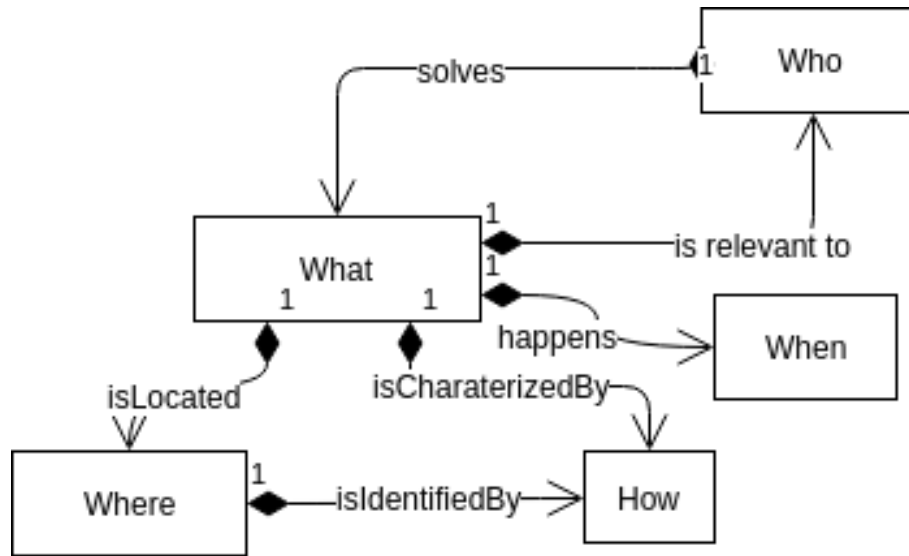 Who
1
solves
1
is relevant to
What
1
1
1
happens
When
isCharaterizedBy
isLocated
1
Where
isIdentifiedBy
How